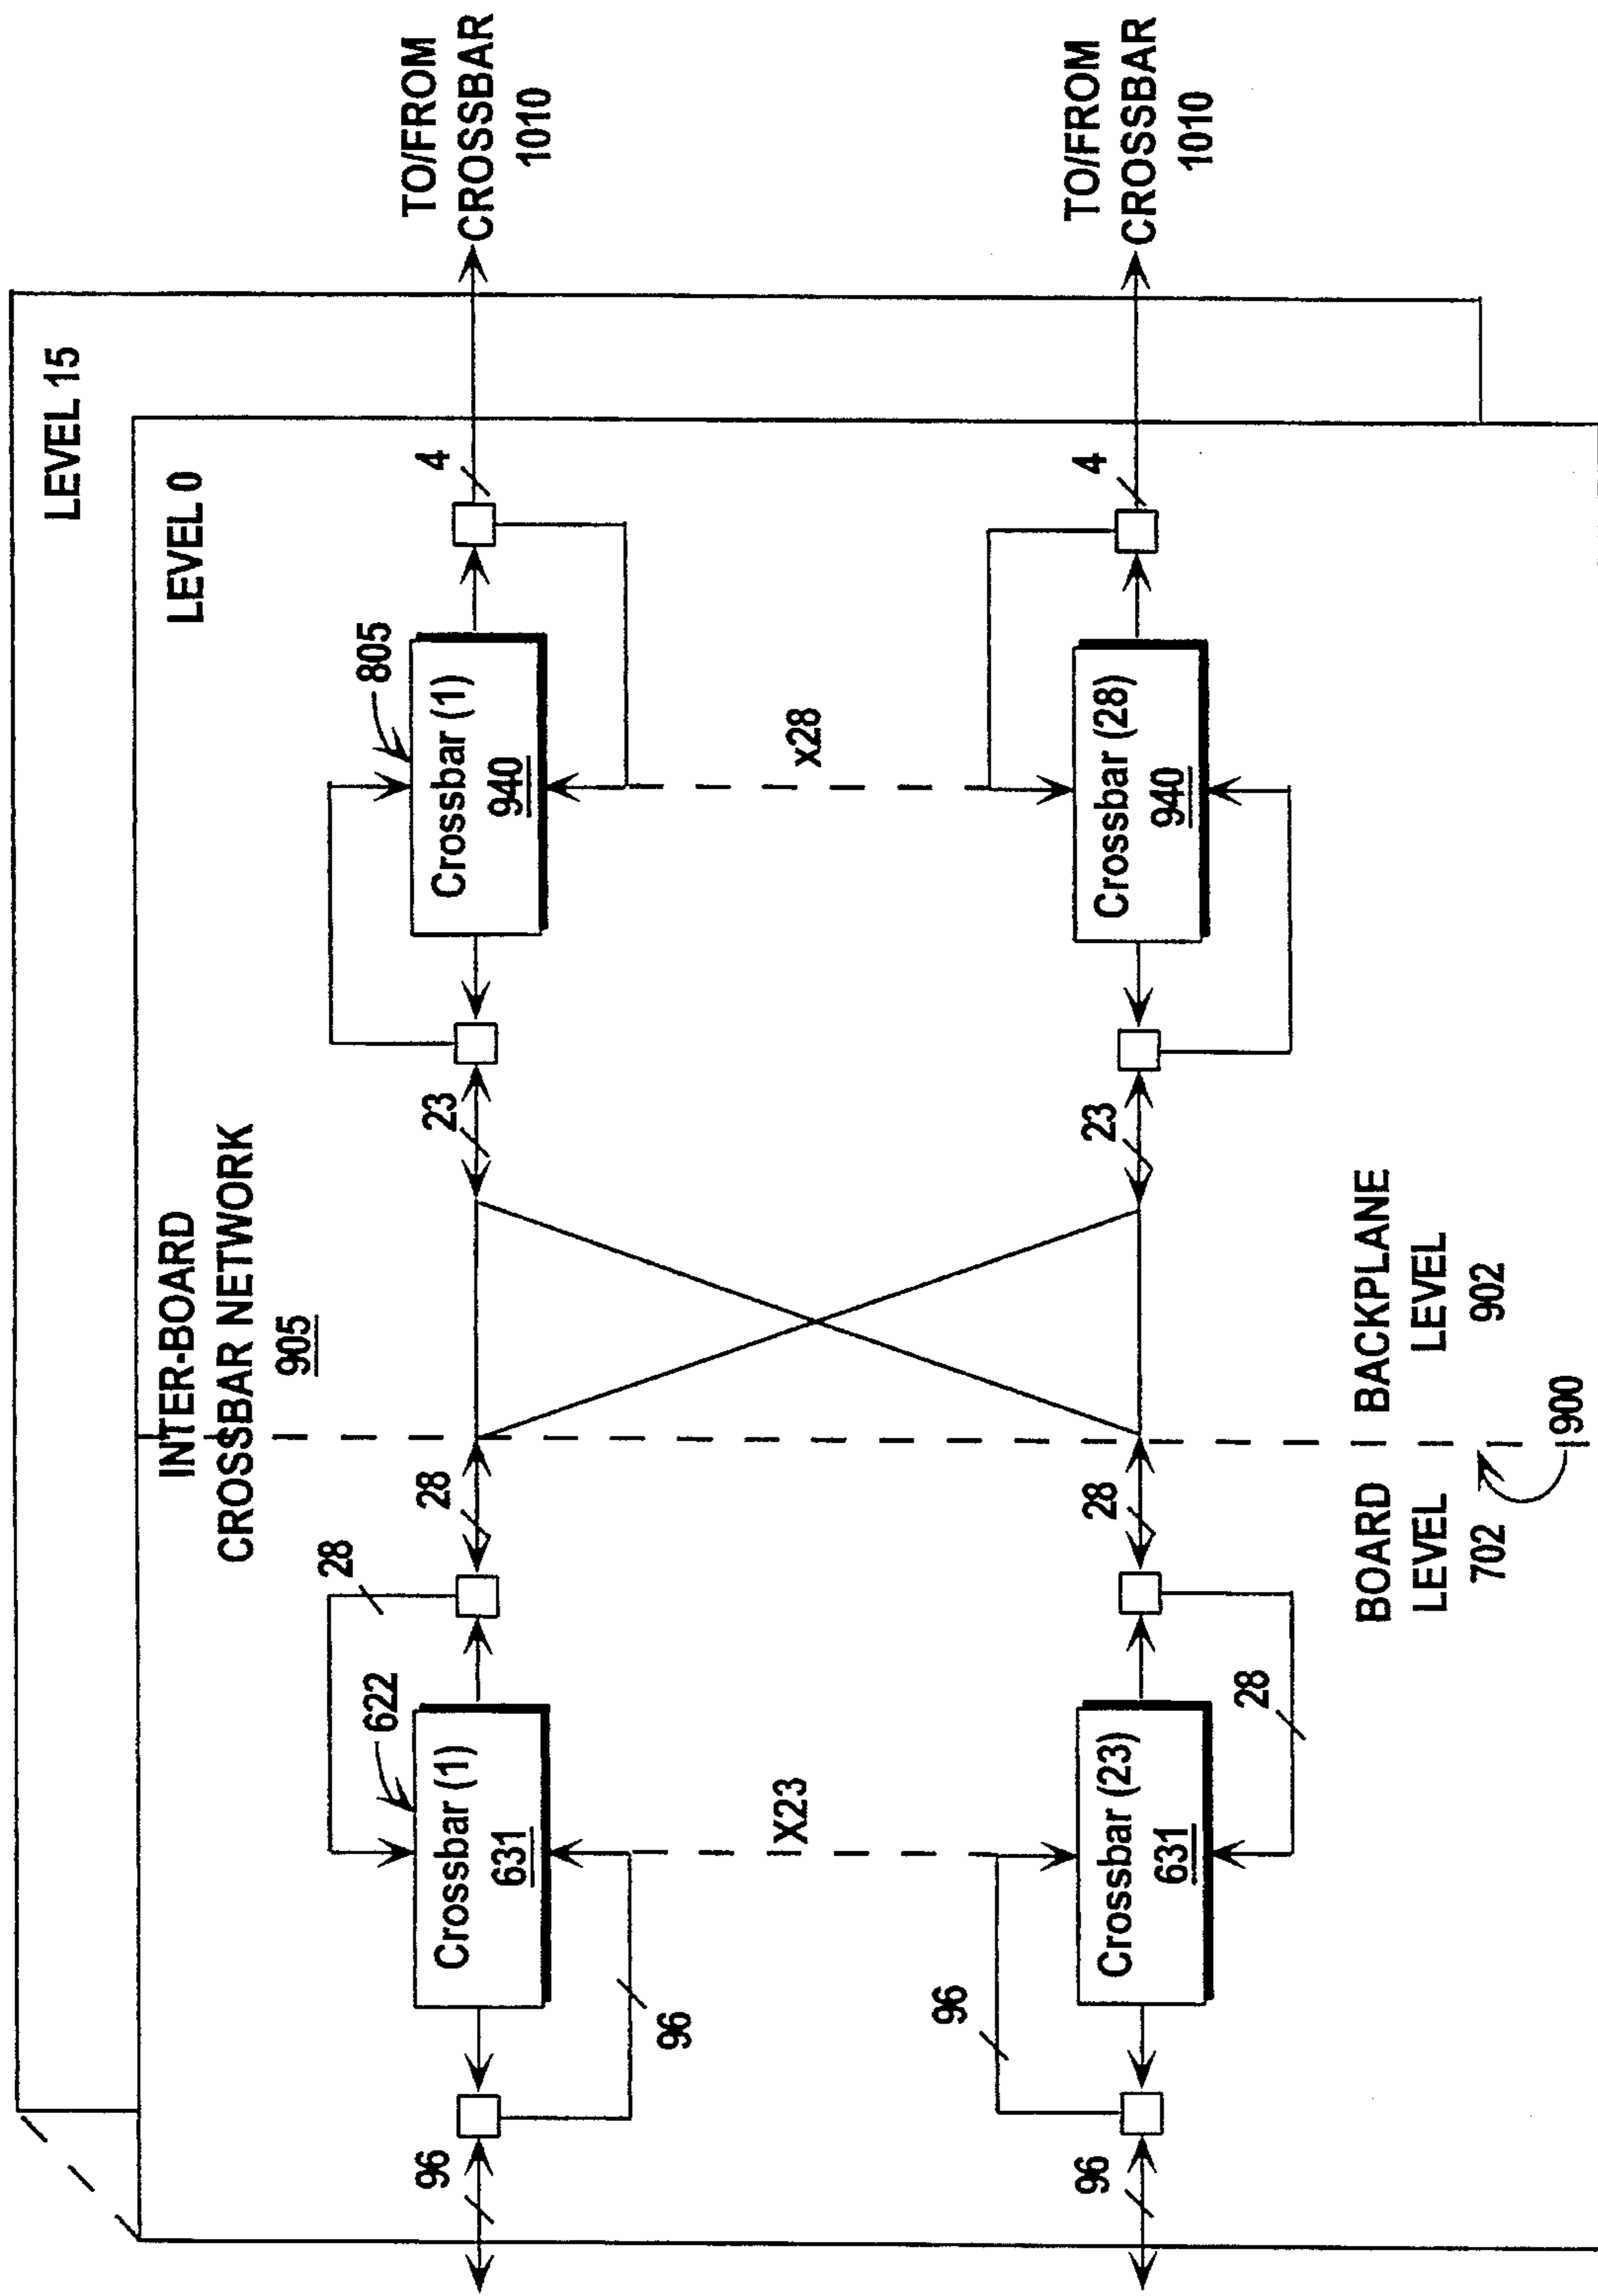 LEVEL 15
LEVEL 0
INTER-BOARD
CROSSBAR NETWORK
905
TO/FROM
CROSSBAR
1010
96
96
622
Crossbar (1)
631
28
28
23
805
Crossbar (1)
940
4
X23
x28
TO/FROM
CROSSBAR
1010
96
96
Crossbar (23)
631
28
28
23
Crossbar (28)
940
4
BOARD
LEVEL
702
BACKPLANE
LEVEL
902
900